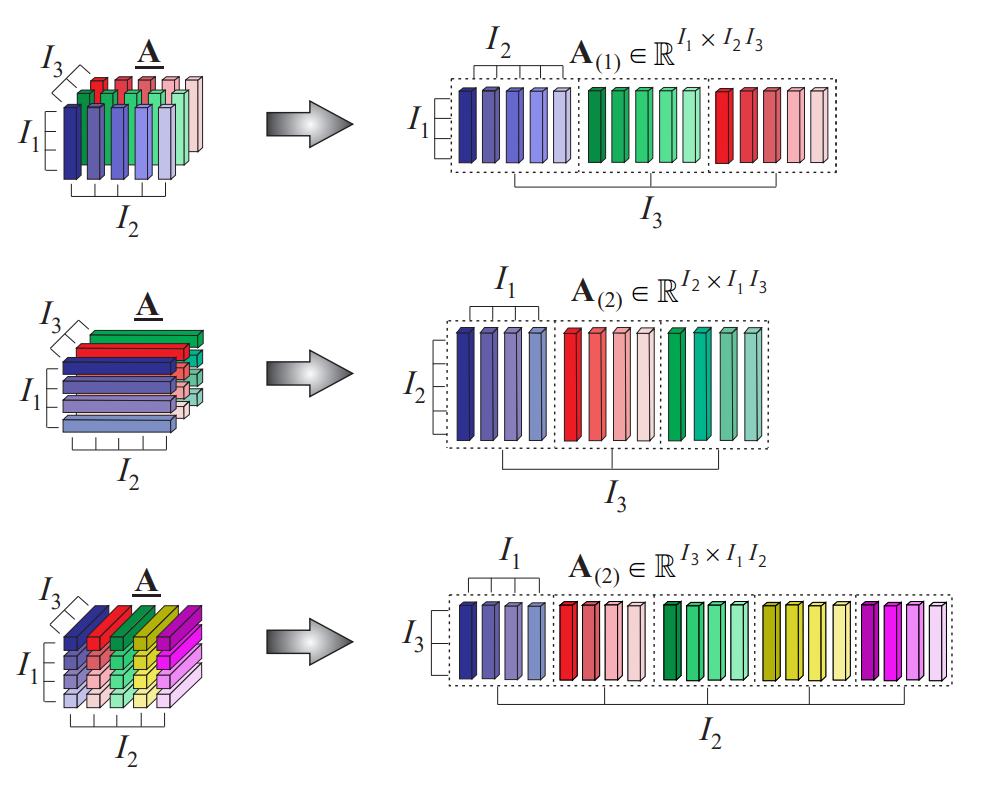 I₃ A
I₁
I₂
I₂ A₍₁₎ ∈ ℝ^{I₁ × I₂ I₃}
I₁
I₃
I₃ A
I₁
I₂
I₁ A₍₂₎ ∈ ℝ^{I₂ × I₁ I₃}
I₂
I₃
I₃ A
I₁
I₂
I₁ A₍₂₎ ∈ ℝ^{I₃ × I₁ I₂}
I₃
I₂